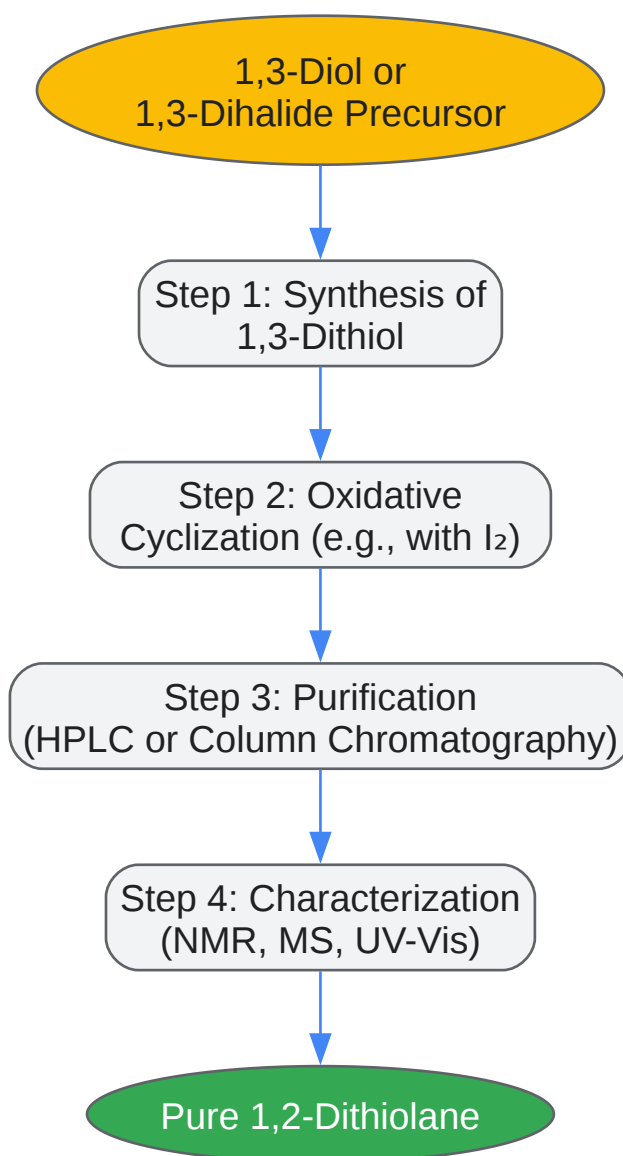 1,3-Diol or
1,3-Dihalide Precursor
Step 1: Synthesis of
1,3-Dithiol
Step 2: Oxidative
Cyclization (e.g., with I₂)
Step 3: Purification
(HPLC or Column Chromatography)
Step 4: Characterization
(NMR, MS, UV-Vis)
Pure 1,2-Dithiolane